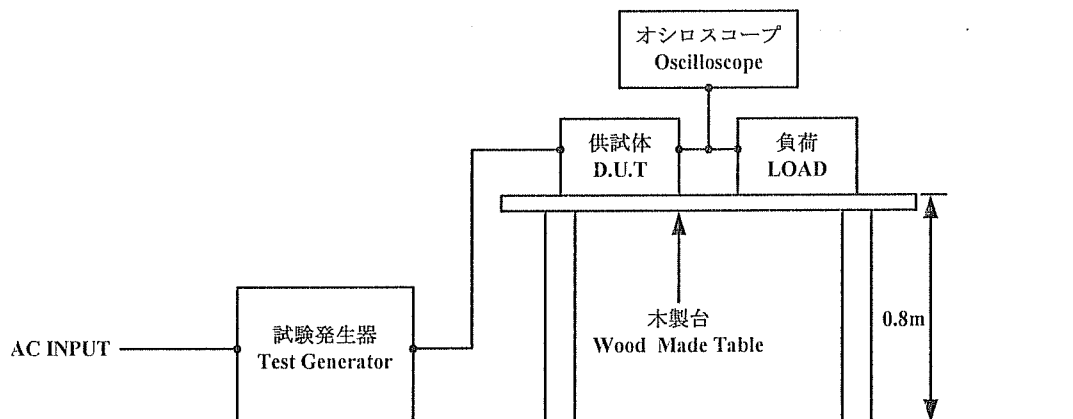 オシロスコープ
Oscilloscope
供試体
D.U.T
負荷
LOAD
試験発生器
Test Generator
AC INPUT
木製台
Wood Made Table
0.8m